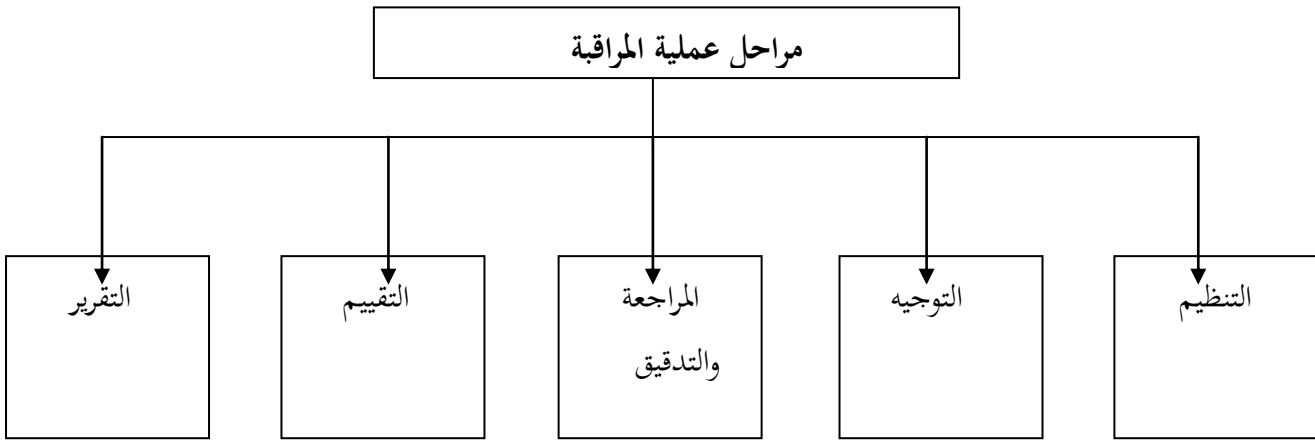 مراحل عملية المراقبة
التنظيم
التوجيه
المراجعة
والتدقيق
التقييم
التقرير